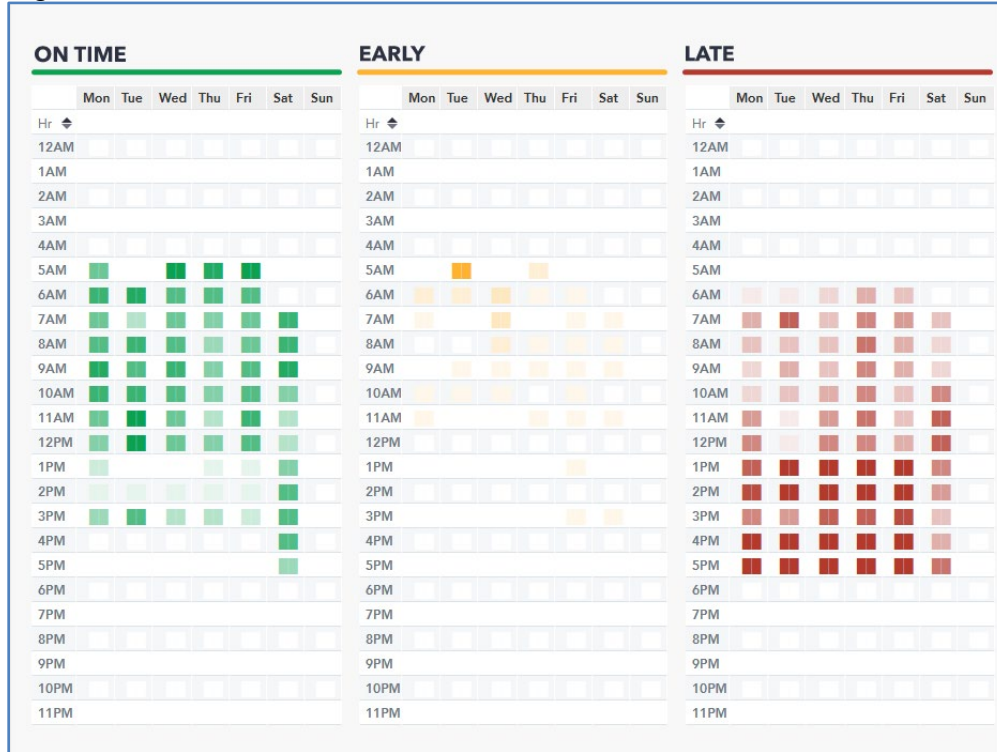 ON TIME EARLY LATE
Mon Tue Wed Thu Fri Sat Sun Mon Tue Wed Thu Fri Sat Sun Mon Tue Wed Thu Fri Sat Sun
Hr Hr Hr
12AM 12AM 12AM
1AM 1AM 1AM
2AM 2AM 2AM
3AM 3AM 3AM
4AM 4AM 4AM
5AM 5AM 5AM
6AM 6AM 6AM
7AM 7AM 7AM
8AM 8AM 8AM
9AM 9AM 9AM
10AM 10AM 10AM
11AM 11AM 11AM
12PM 12PM 12PM
1PM 1PM 1PM
2PM 2PM 2PM
3PM 3PM 3PM
4PM 4PM 4PM
5PM 5PM 5PM
6PM 6PM 6PM
7PM 7PM 7PM
8PM 8PM 8PM
9PM 9PM 9PM
10PM 10PM 10PM
11PM 11PM 11PM